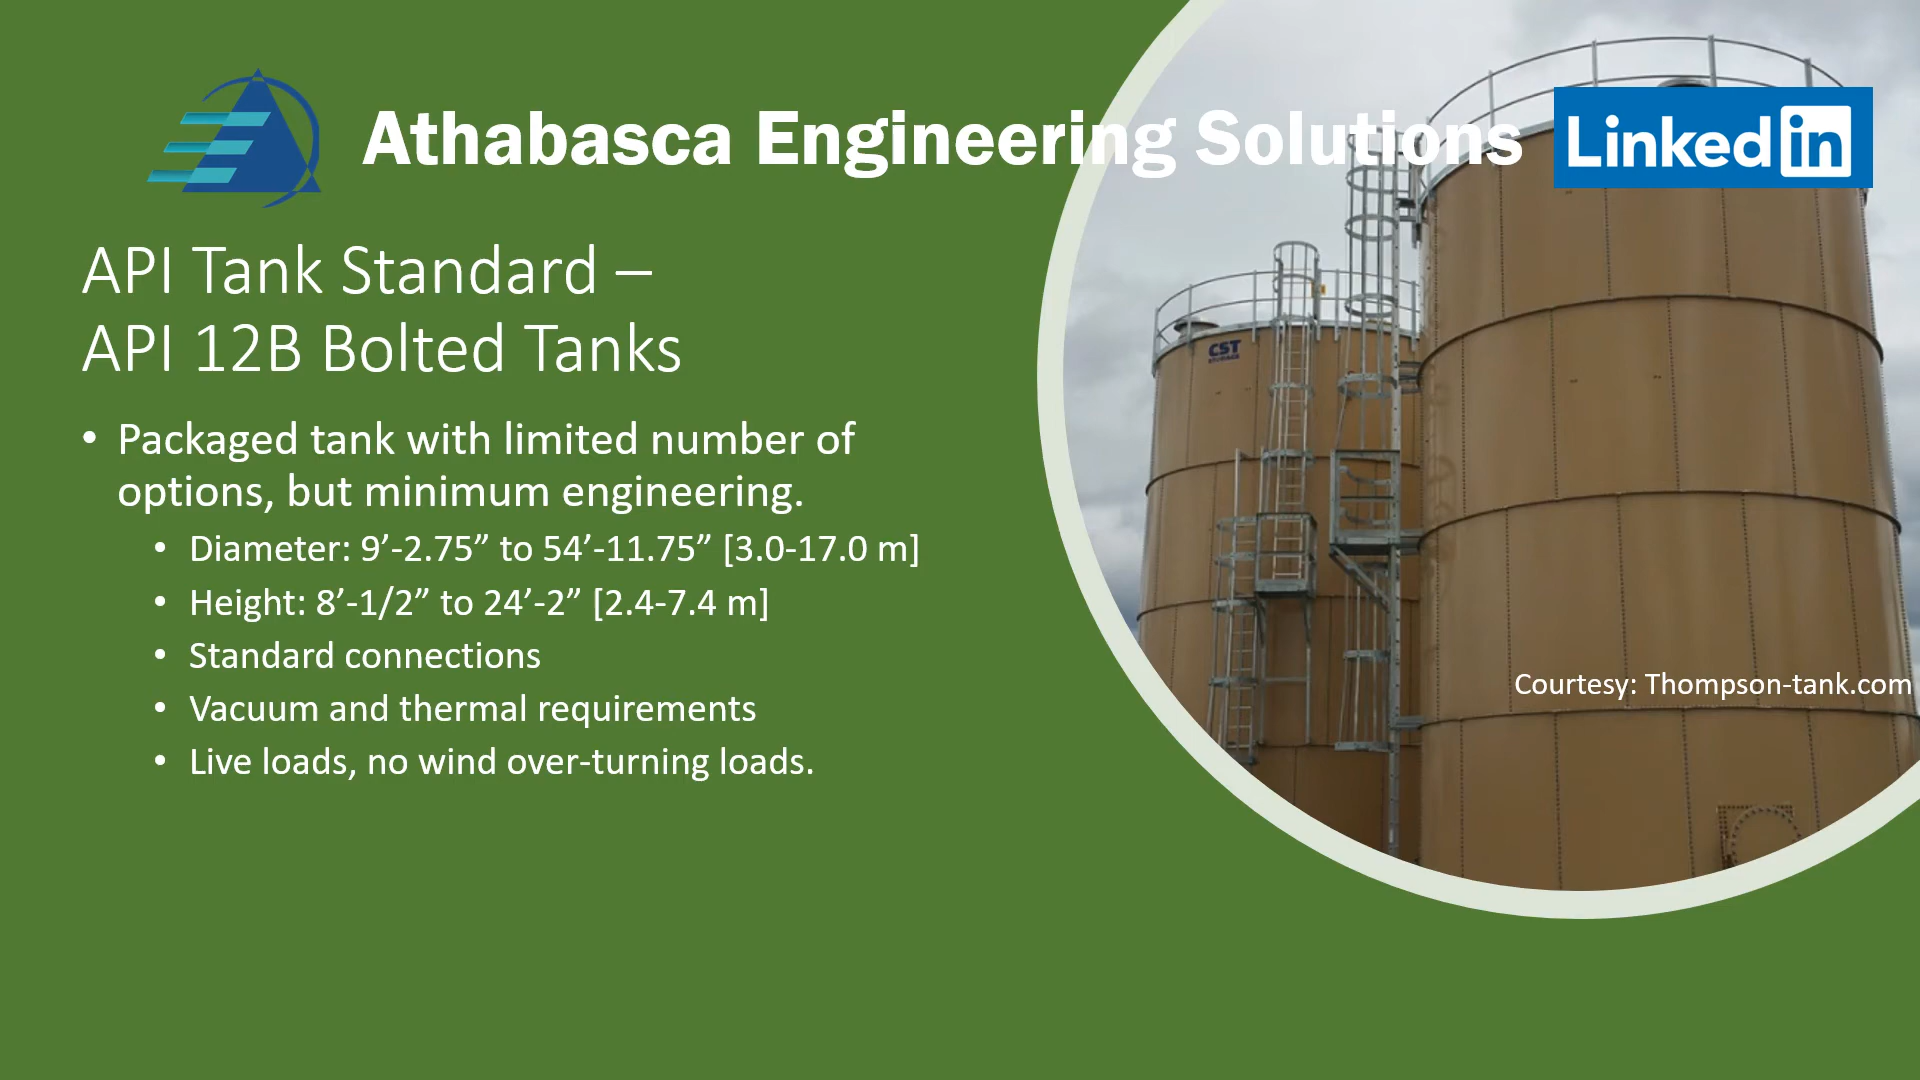 Athabasca Engineering Solutions
Linked in
API Tank Standard –
API 12B Bolted Tanks
• Packaged tank with limited number of
options, but minimum engineering.
• Diameter: 9’-2.75” to 54’-11.75” [3.0-17.0 m]
• Height: 8’-1/2” to 24’-2” [2.4-7.4 m]
• Standard connections
• Vacuum and thermal requirements
• Live loads, no wind over-turning loads.
CST
STORAGE
Courtesy: Thompson-tank.com